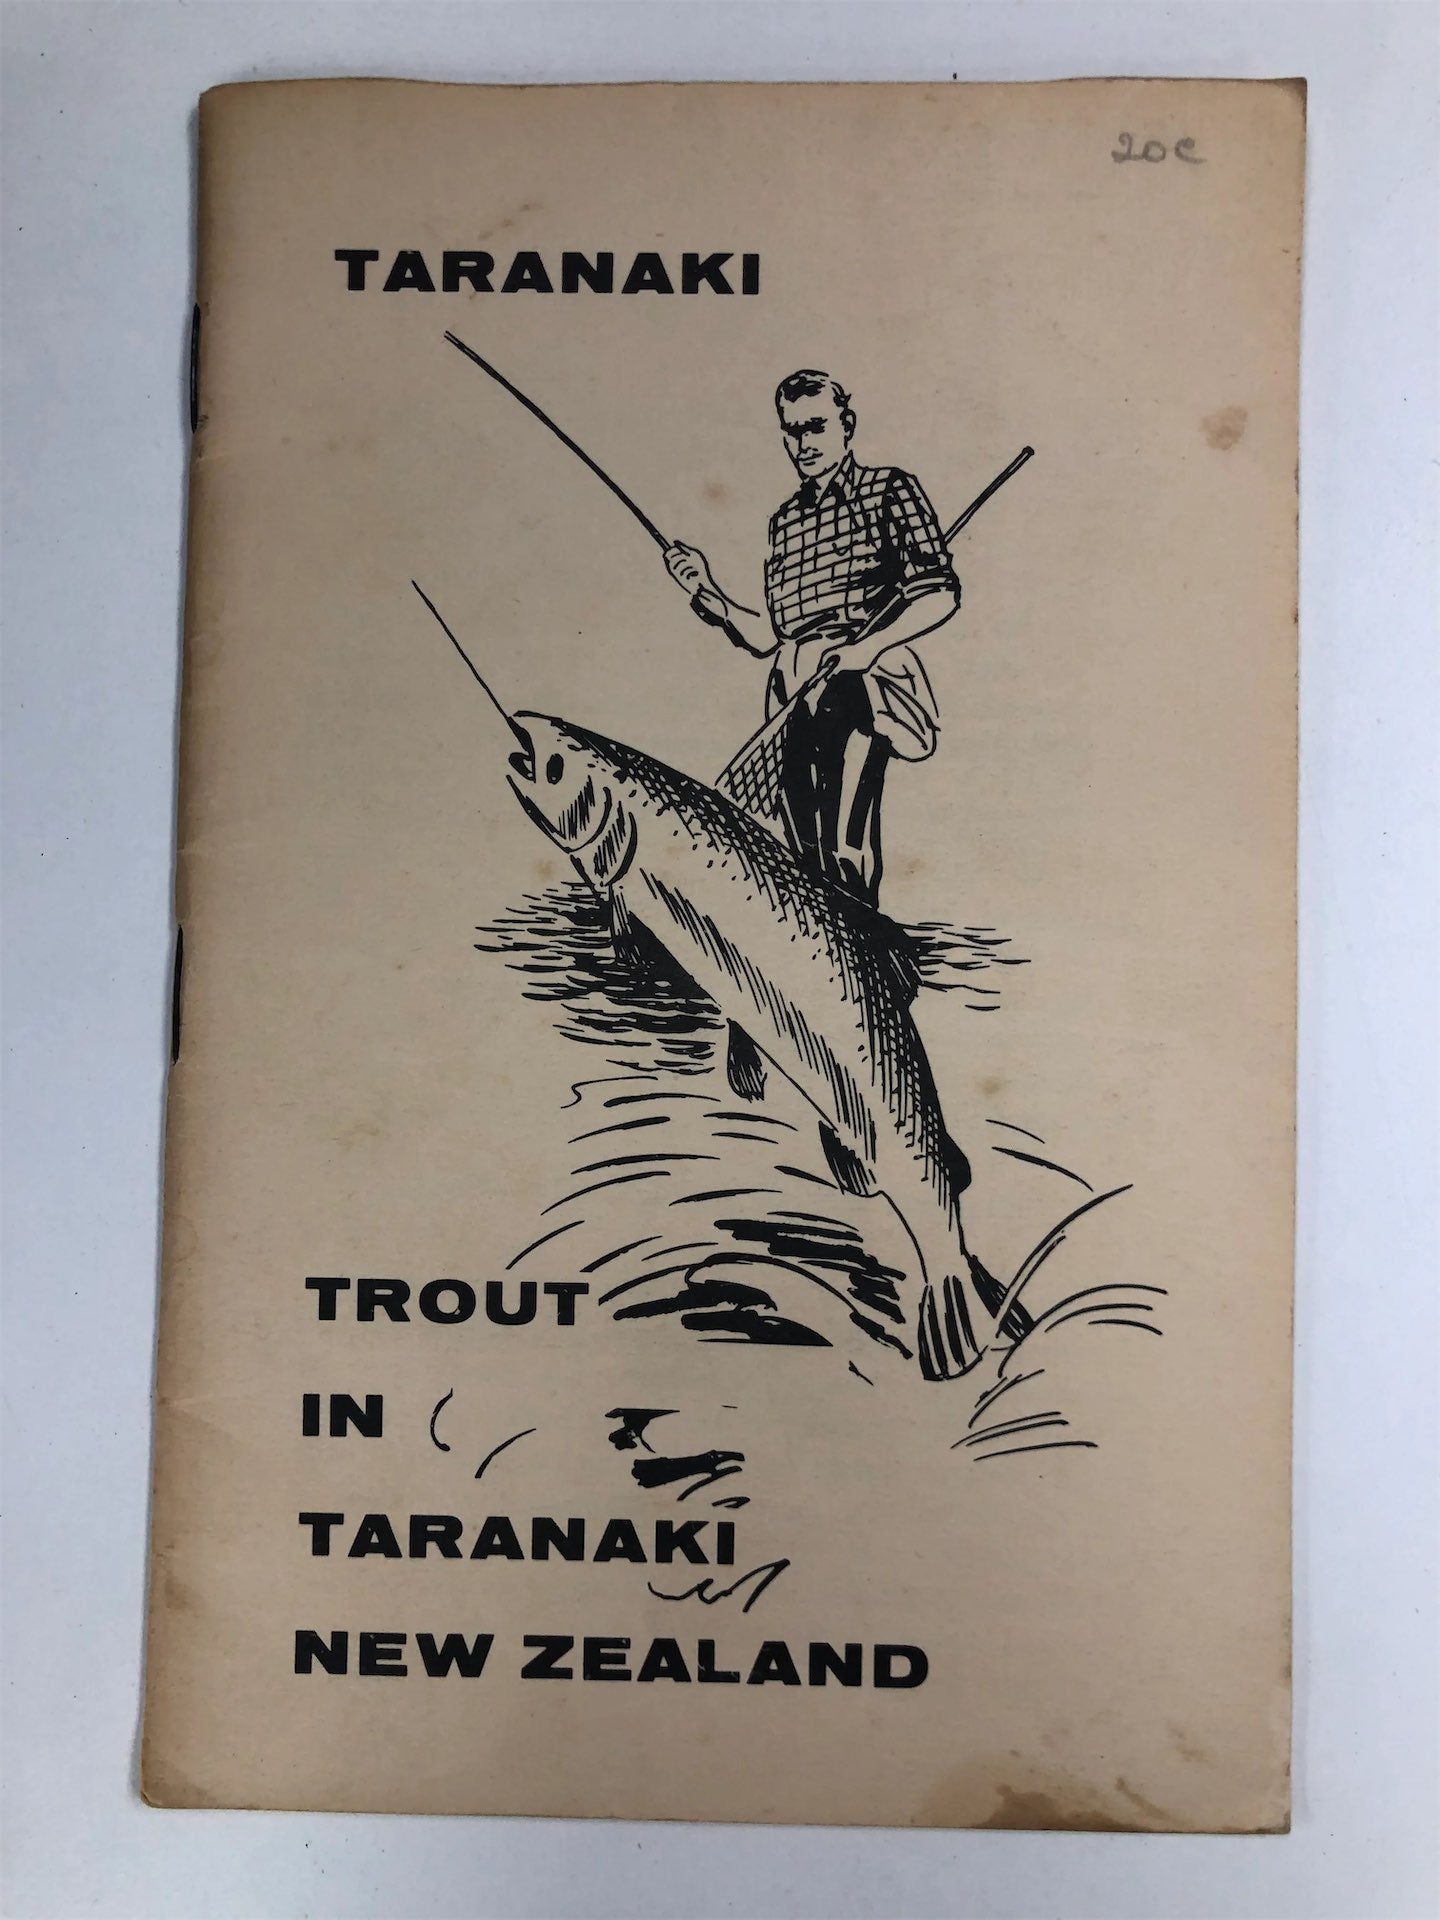 20c
TARANAKI
TROUT
IN
TARANAKI
NEW ZEALAND